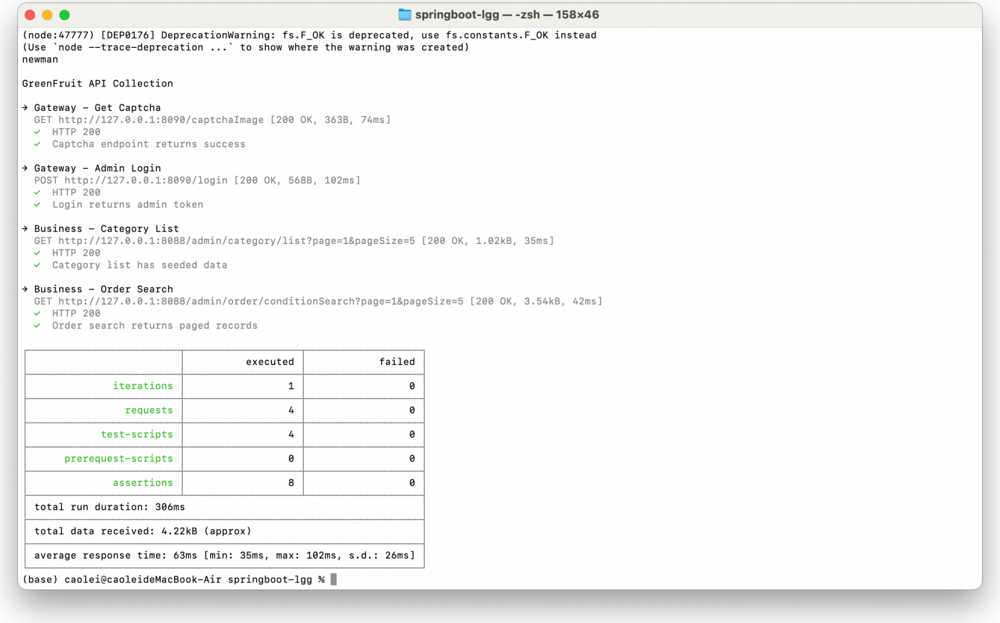 springboot-lgg — -zsh — 158×46
(node:47777) [DEP0176] DeprecationWarning: fs.F_OK is deprecated, use fs.constants.F_OK instead
(Use `node --trace-deprecation ...` to show where the warning was created)
newman
GreenFruit API Collection
→ Gateway - Get Captcha
GET http://127.0.0.1:8090/captchaImage [200 OK, 363B, 74ms]
✓ HTTP 200
✓ Captcha endpoint returns success
→ Gateway - Admin Login
POST http://127.0.0.1:8090/login [200 OK, 568B, 102ms]
✓ HTTP 200
✓ Login returns admin token
→ Business - Category List
GET http://127.0.0.1:8088/admin/category/list?page=1&pageSize=5 [200 OK, 1.02kB, 35ms]
✓ HTTP 200
✓ Category list has seeded data
→ Business - Order Search
GET http://127.0.0.1:8088/admin/order/conditionSearch?page=1&pageSize=5 [200 OK, 3.54kB, 42ms]
✓ HTTP 200
✓ Order search returns paged records
executed failed
iterations 1 0
requests 4 0
test-scripts 4 0
prerequest-scripts 0 0
assertions 8 0
total run duration: 306ms
total data received: 4.22kB (approx)
average response time: 63ms [min: 35ms, max: 102ms, s.d.: 26ms]
(base) caolei@caoleideMacBook-Air springboot-lgg %